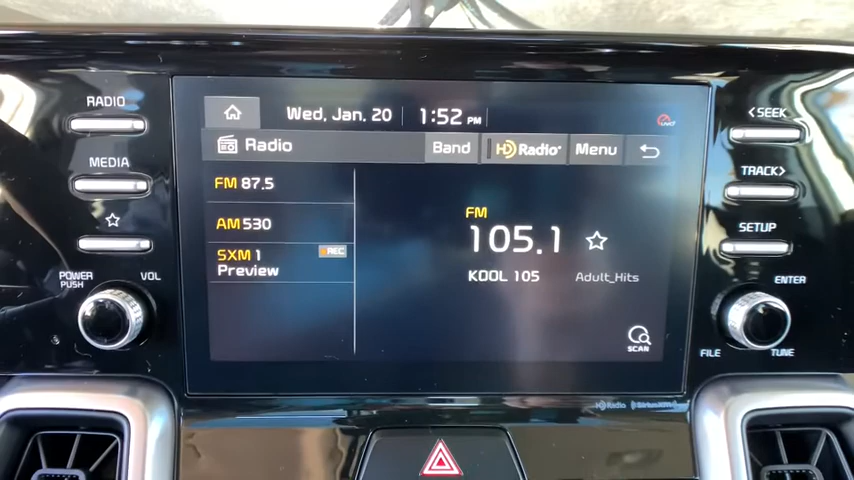 RADIO
MEDIA
POWER
PUSH
VOL
Wed, Jan. 20
1:52 PM
Radio
Band
HD Radio
Menu
FM 87.5
AM 530
SXM 1
REC
Preview
FM
105.1
KOOL 105
Adult_Hits
SCAN
<SEEK
TRACK>
SETUP
ENTER
FILE
TUNE
HD Radio